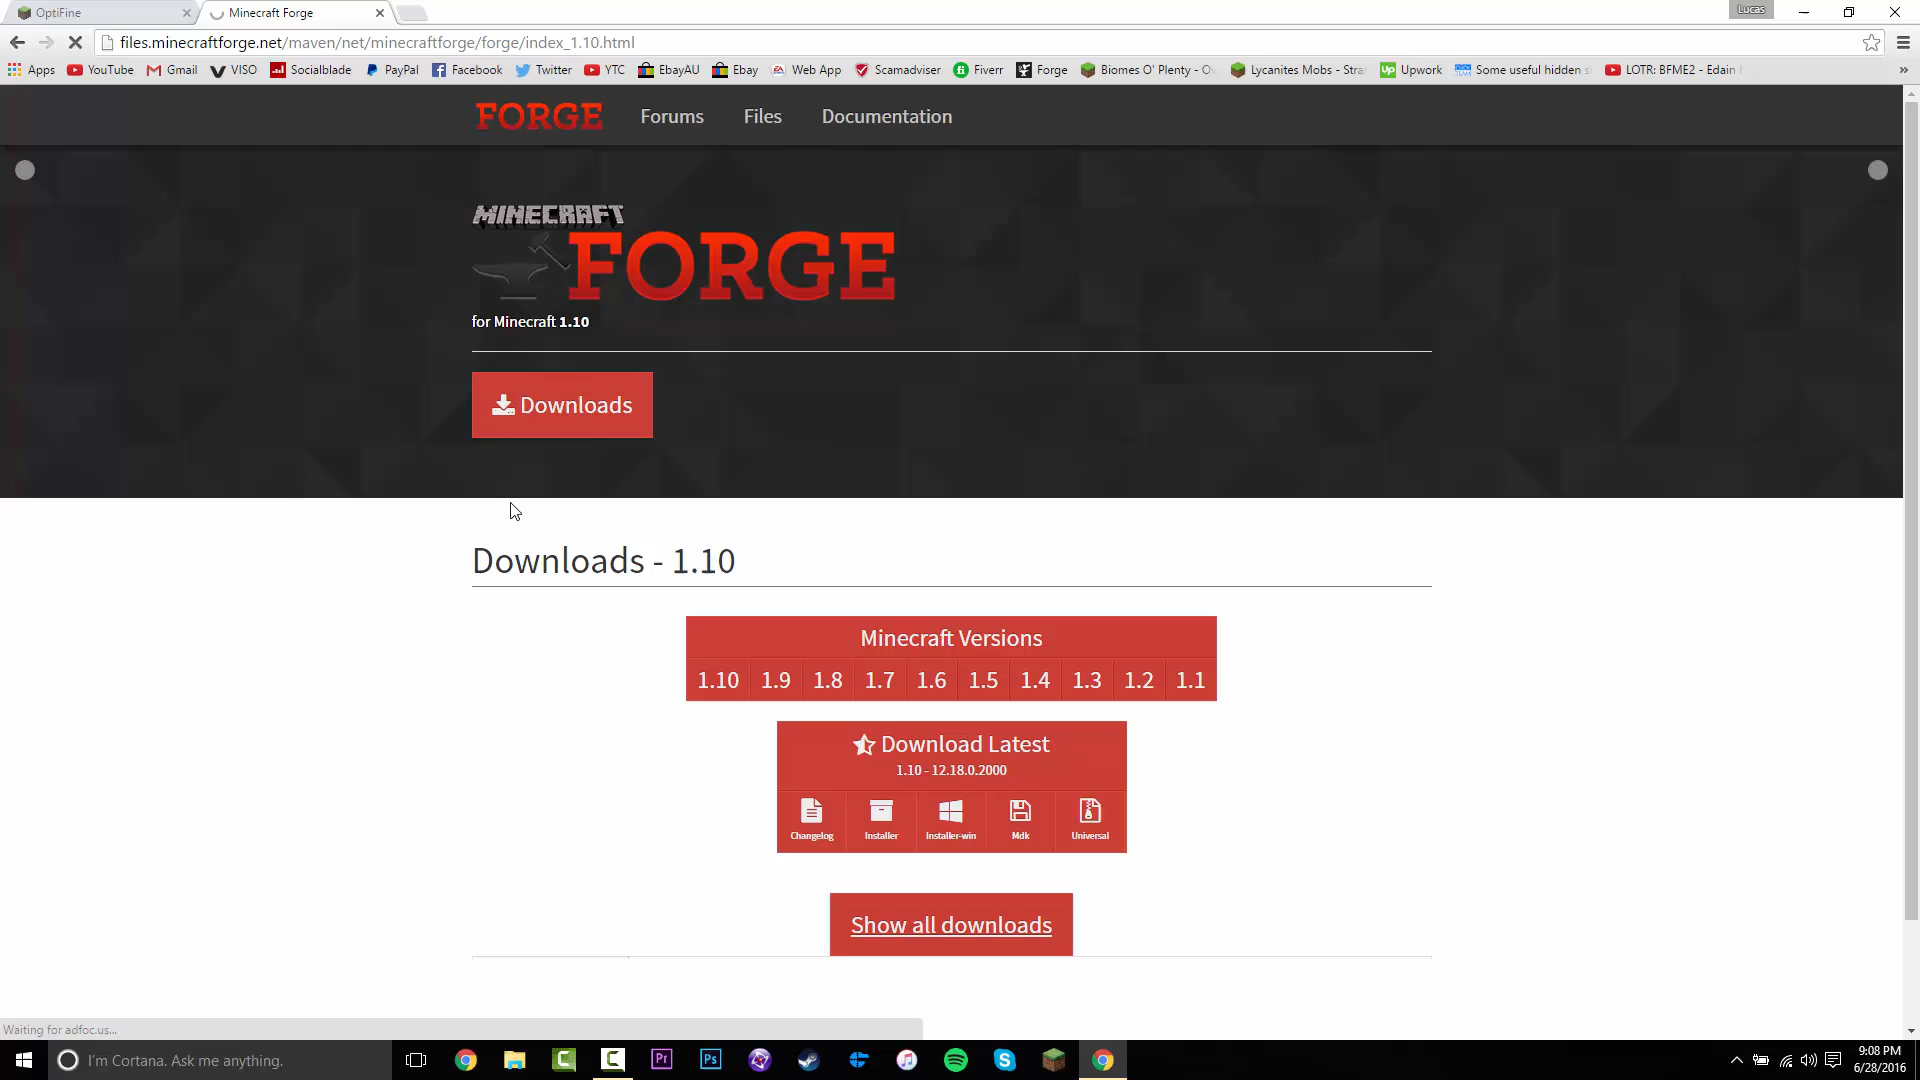 OptiFine
Minecraft Forge
Lucas
files.minecraftforge.net/maven/net/minecraftforge/forge/index_1.10.html
Apps YouTube Gmail VISO Socialblade PayPal Facebook Twitter YTC EbayAU Ebay Web App Scamadviser Fiverr Forge Biomes O' Plenty - Ov Lycanites Mobs - Stra Upwork Some useful hidden s LOTR: BFME2 - Edain »
FORGE Forums Files Documentation
MINECRAFT
FORGE
for Minecraft 1.10
Downloads
Downloads - 1.10
Minecraft Versions
1.10 1.9 1.8 1.7 1.6 1.5 1.4 1.3 1.2 1.1
Download Latest
1.10 - 12.18.0.2000
Changelog Installer Installer-win Mdk Universal
Show all downloads
Waiting for adfoc.us...
I'm Cortana. Ask me anything.
Pr Ps
9:08 PM
6/28/2016